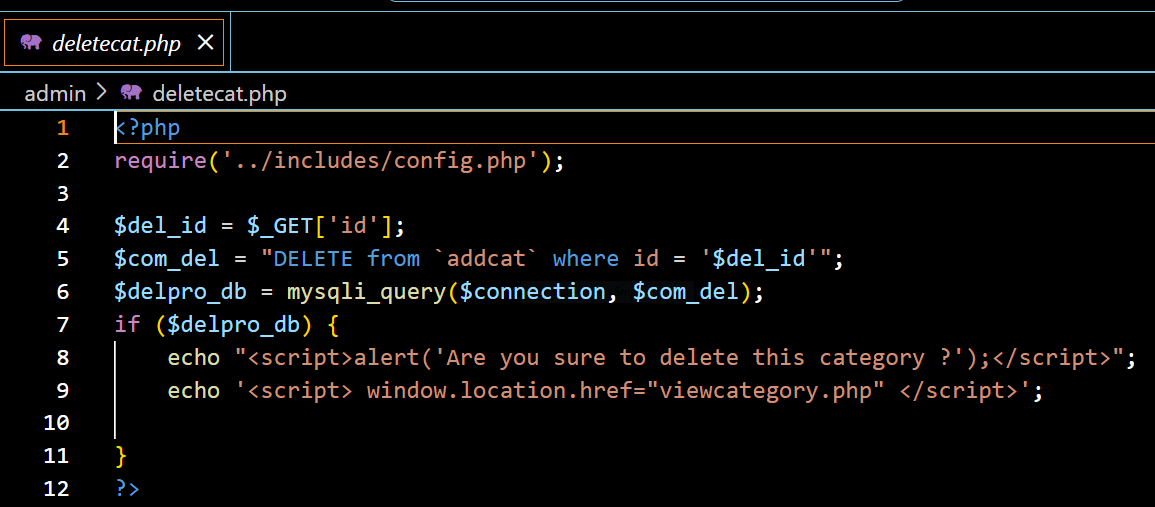 deletecat.php ×
admin > deletecat.php
1 <?php
2 require('../includes/config.php');
3
4 $del_id = $_GET['id'];
5 $com_del = "DELETE from `addcat` where id = '$del_id'";
6 $delpro_db = mysqli_query($connection, $com_del);
7 if ($delpro_db) {
8     echo "<script>alert('Are you sure to delete this category ?');</script>";
9     echo '<script> window.location.href="viewcategory.php" </script>';
10
11 }
12 ?>